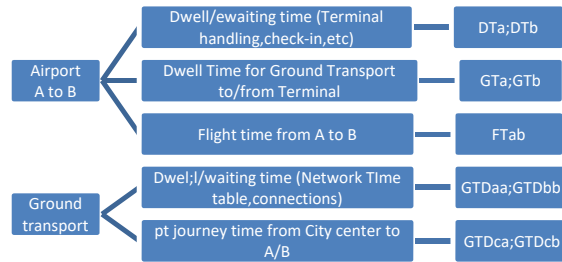 Dwell/ewaiting time (Terminal
handling,check-in,etc)
DTa;DTb
Airport
A to B
Dwell Time for Ground Transport
to/from Terminal
GTa;GTb
Flight time from A to B
FTab
Ground
transport
Dwel;l/waiting time (Network TIme
table,connections)
GTDaa;GTDbb
pt journey time from City center to
A/B
GTDca;GTDcb